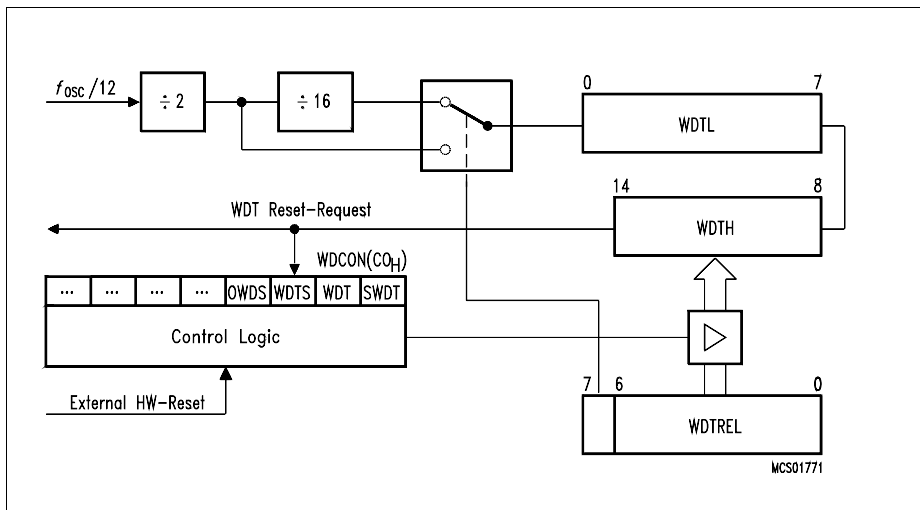 fOSC/12
÷ 2
÷ 16
0 7
WDTL
14 8
WDTH
WDT Reset-Request
WDCON(C0H)
... ... ... ... OWDS WDTS WDT SWDT
Control Logic
External HW-Reset
7 6 0
WDTREL
MCS01771